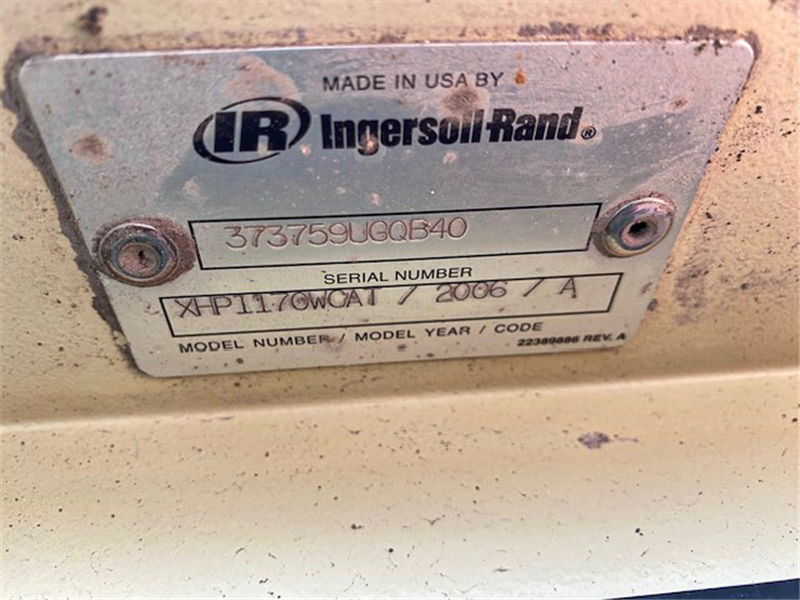 MADE IN USA BY
IR Ingersoll-Rand®
373759UGQB40
SERIAL NUMBER
XHP1170WCAT / 2006 / A
MODEL NUMBER / MODEL YEAR / CODE
22389886 REV. A